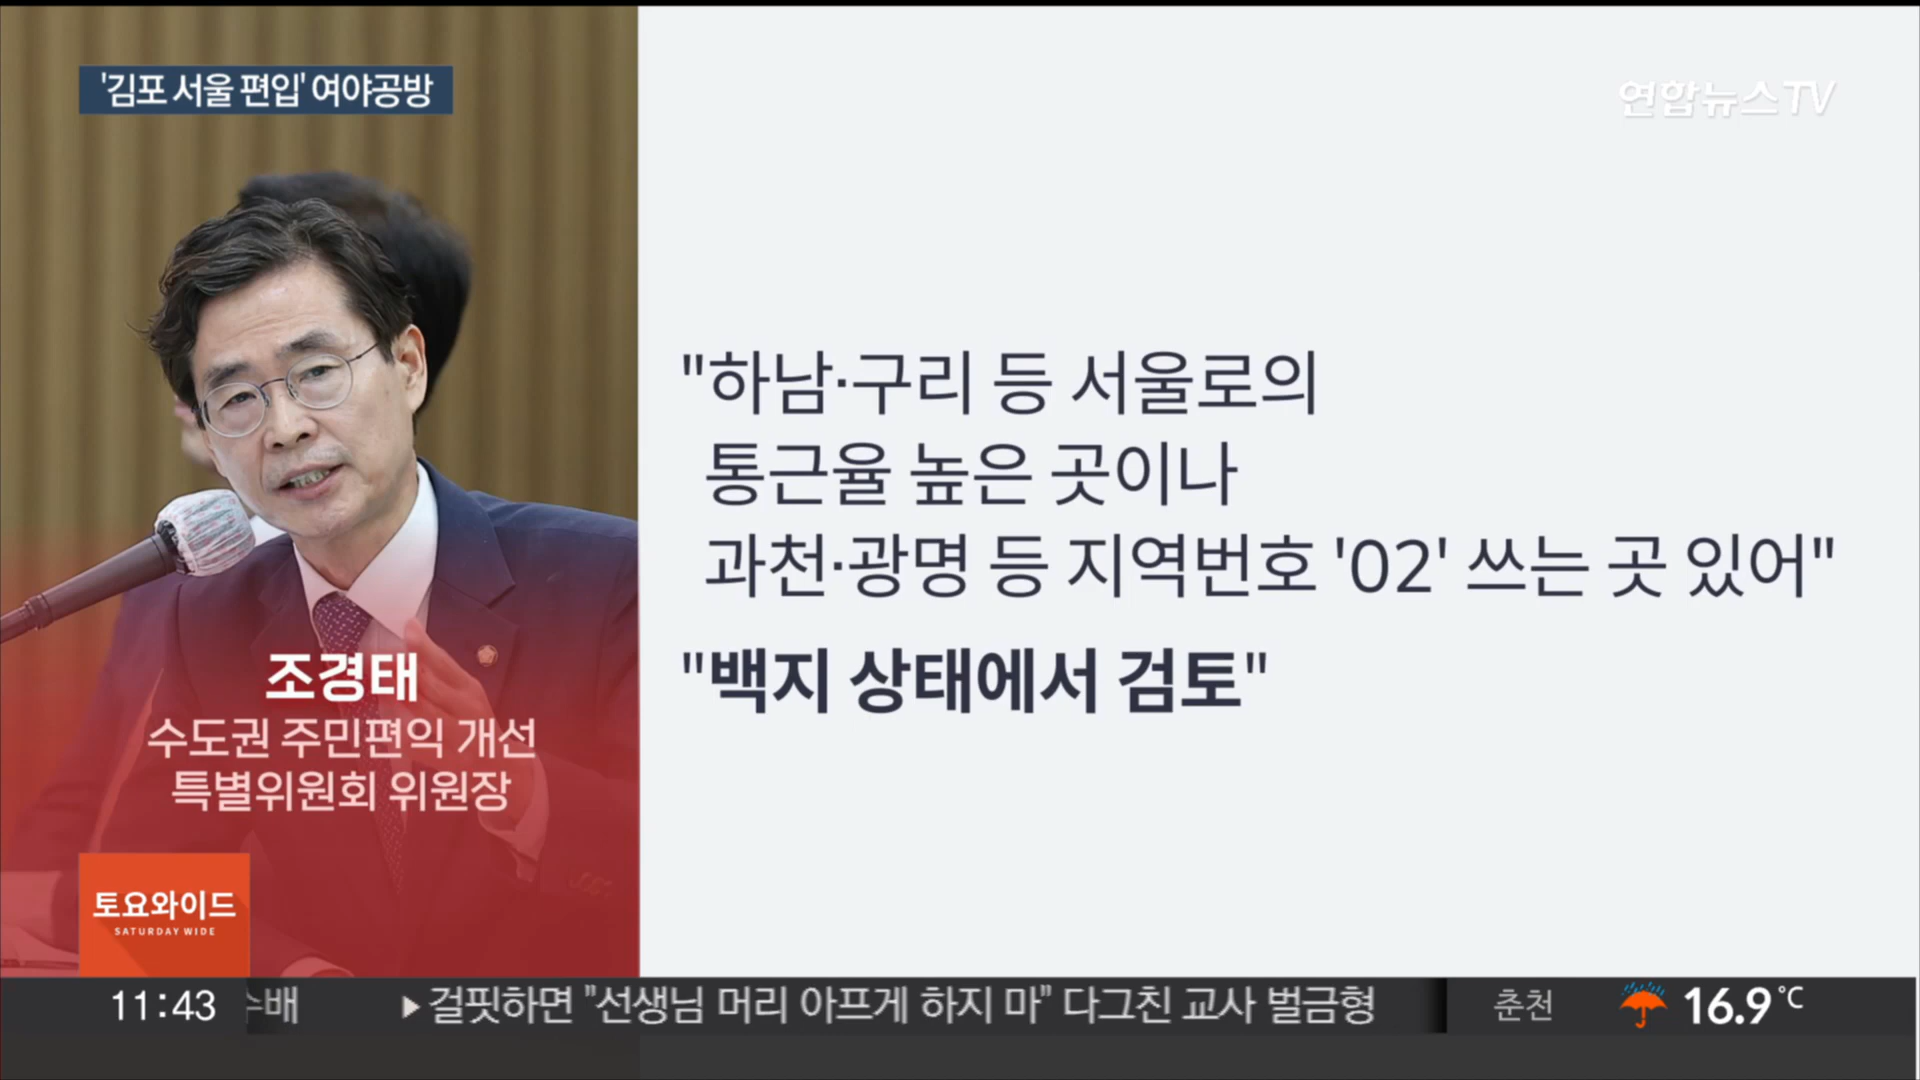 '김포 서울 편입' 여야공방
연합뉴스TV
"하남·구리 등 서울로의
통근율 높은 곳이나
과천·광명 등 지역번호 '02' 쓰는 곳 있어"
"백지 상태에서 검토"
조경태
수도권 주민편익 개선
특별위원회 위원장
토요와이드
SATURDAY WIDE
11:43 수배 ▶걸핏하면 "선생님 머리 아프게 하지 마" 다그친 교사 벌금형 춘천 16.9℃